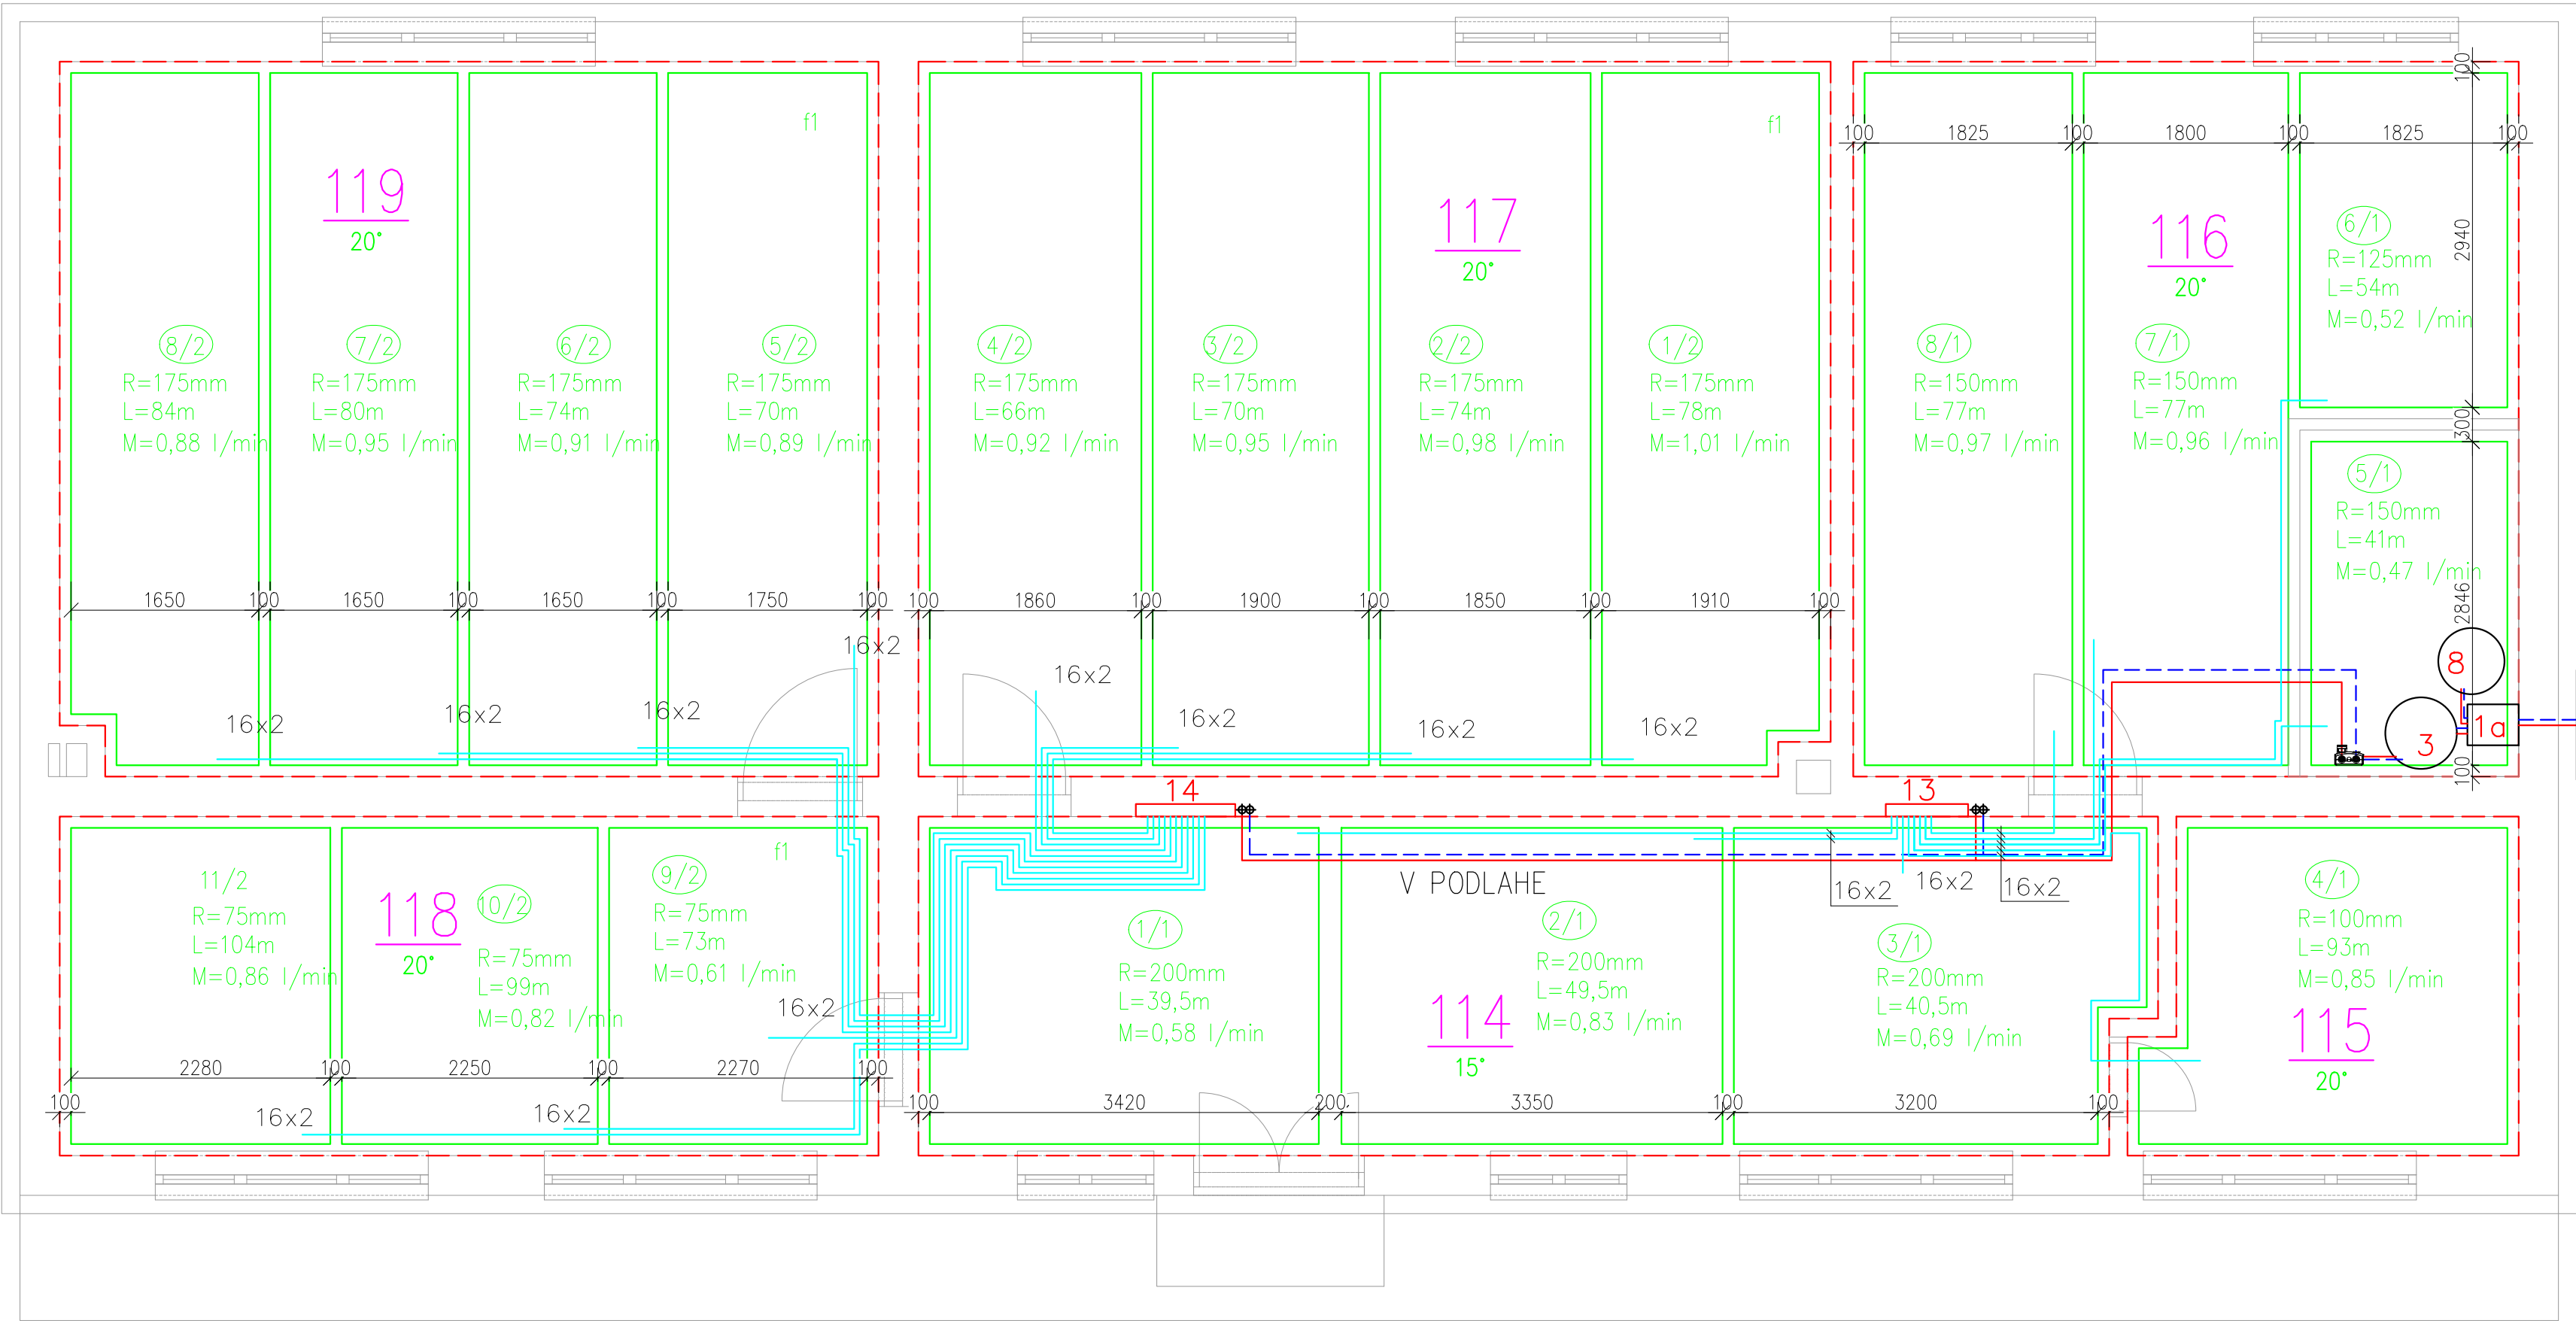 119
20°
f1
8/2
R=175mm
L=84m
M=0,88 l/min
7/2
R=175mm
L=80m
M=0,95 l/min
6/2
R=175mm
L=74m
M=0,91 l/min
5/2
R=175mm
L=70m
M=0,89 l/min
1650
100
1650
100
1650
100
1750
100
16x2
16x2
16x2
16x2
117
20°
f1
4/2
R=175mm
L=66m
M=0,92 l/min
3/2
R=175mm
L=70m
M=0,95 l/min
2/2
R=175mm
L=74m
M=0,98 l/min
1/2
R=175mm
L=78m
M=1,01 l/min
100
1860
100
1900
100
1850
100
1910
100
16x2
16x2
16x2
16x2
100
1825
100
1800
100
1825
100
100
2940
300
2846
100
116
20°
6/1
R=125mm
L=54m
M=0,52 l/min
8/1
R=150mm
L=77m
M=0,97 l/min
7/1
R=150mm
L=77m
M=0,96 l/min
5/1
R=150mm
L=41m
M=0,47 l/min
8
3
1a
14
13
118
20°
f1
11/2
R=75mm
L=104m
M=0,86 l/min
10/2
R=75mm
L=99m
M=0,82 l/min
9/2
R=75mm
L=73m
M=0,61 l/min
16x2
2280
100
2250
100
2270
100
100
16x2
16x2
V PODLAHE
16x2
16x2
16x2
1/1
R=200mm
L=39,5m
M=0,58 l/min
2/1
R=200mm
L=49,5m
M=0,83 l/min
3/1
R=200mm
L=40,5m
M=0,69 l/min
114
15°
100
3420
200
3350
100
3200
100
4/1
R=100mm
L=93m
M=0,85 l/min
115
20°